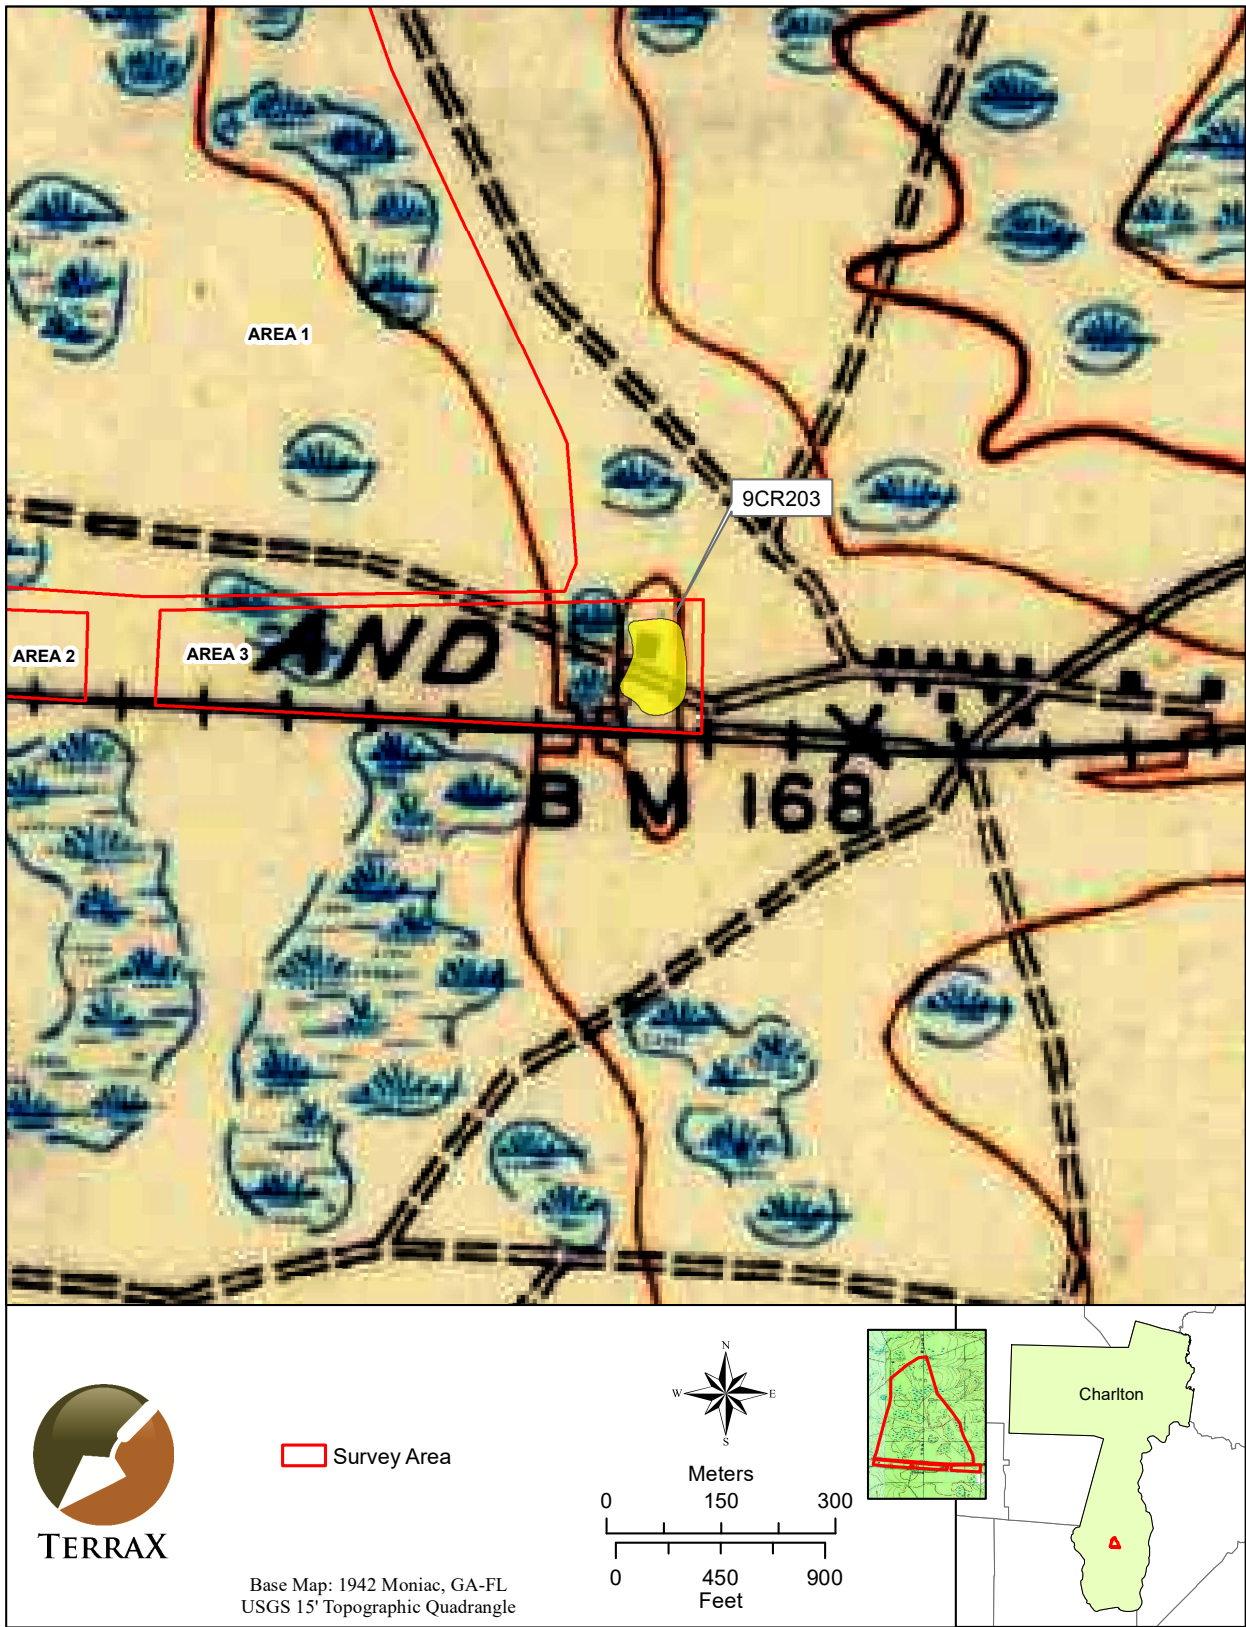 AREA 1
9CR203
AND
AREA 2
AREA 3
BM 168
TERRAX
Survey Area
N
W
E
S
Meters
0 150 300
0 450 900
Feet
Base Map: 1942 Moniac, GA-FL
USGS 15' Topographic Quadrangle
Charlton